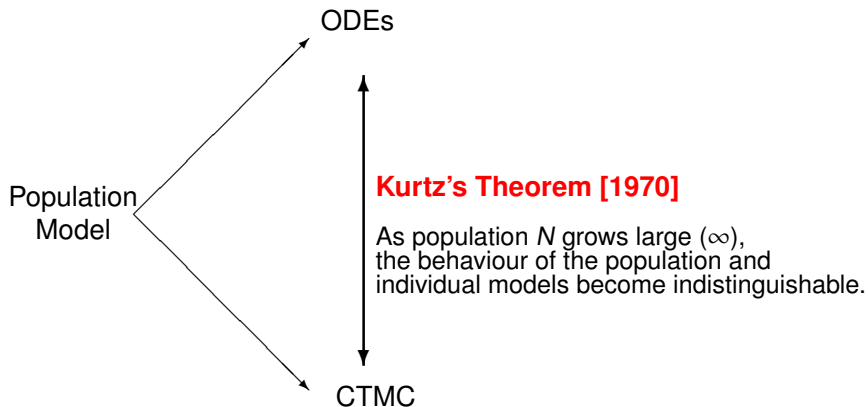 ODEs
Population
Model
Kurtz's Theorem [1970]
As population N grows large (∞),
the behaviour of the population and
individual models become indistinguishable.
CTMC